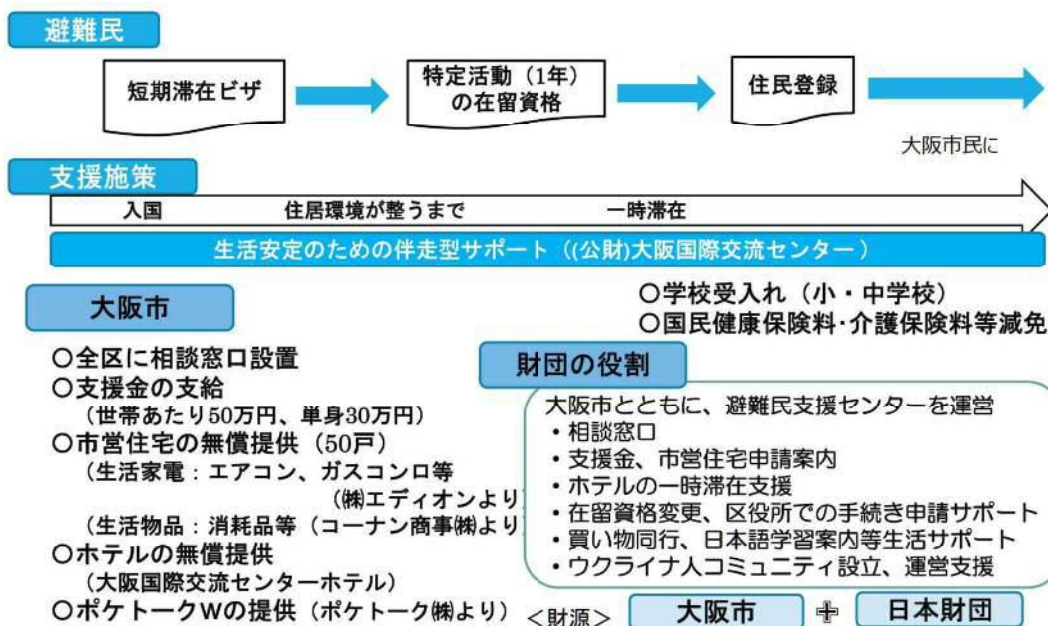 避難民
短期滞在ビザ
特定活動（1年）
の在留資格
住民登録
大阪市民に
支援施策
入国 住居環境が整うまで 一時滞在
生活安定のための伴走型サポート（(公財)大阪国際交流センター）
大阪市
〇全区に相談窓口設置
〇支援金の支給
（世帯あたり50万円、単身30万円）
〇市営住宅の無償提供（50戸）
（生活家電：エアコン、ガスコンロ等
（㈱エディオンより）
（生活物品：消耗品等（コーナン商事㈱より）
〇ホテルの無償提供
（大阪国際交流センターホテル）
〇ポケトークWの提供（ポケトーク㈱より）
〇学校受入れ（小・中学校）
〇国民健康保険料･介護保険料等減免
財団の役割
大阪市とともに、避難民支援センターを運営
・相談窓口
・支援金、市営住宅申請案内
・ホテルの一時滞在支援
・在留資格変更、区役所での手続き申請サポート
・買い物同行、日本語学習案内等生活サポート
・ウクライナ人コミュニティ設立、運営支援
＜財源＞ 大阪市 ＋ 日本財団